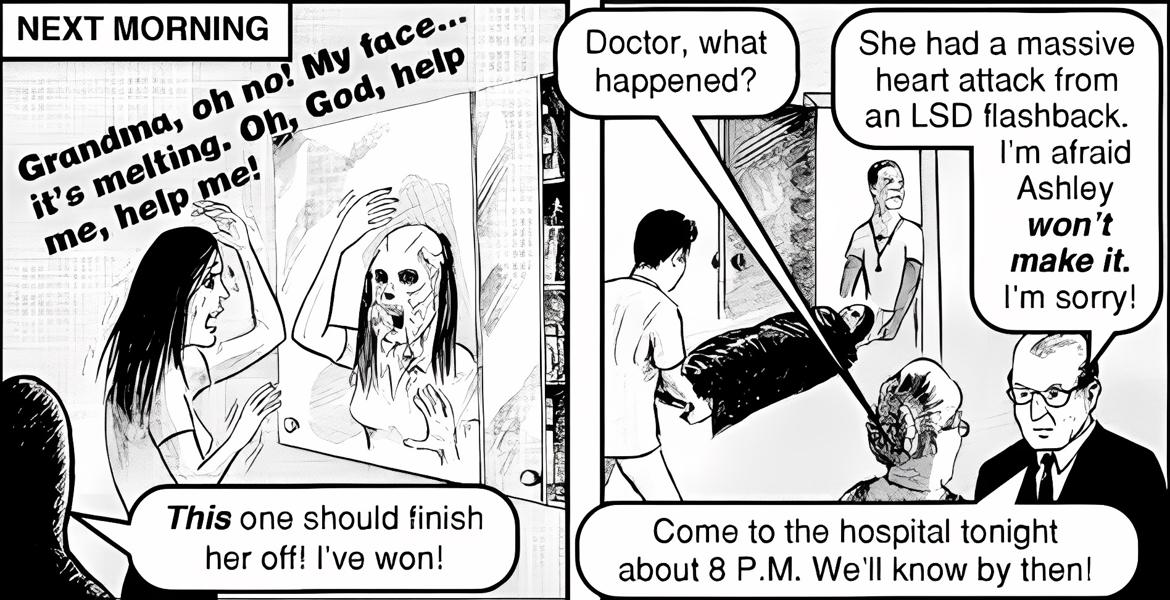 NEXT MORNING
Grandma, oh no! My face...
it's melting. Oh, God, help
me, help me!
This one should finish
her off! I've won!
Doctor, what
happened?
She had a massive
heart attack from
an LSD flashback.
I'm afraid
Ashley
won't
make it.
I'm sorry!
Come to the hospital tonight
about 8 P.M. We'll know by then!